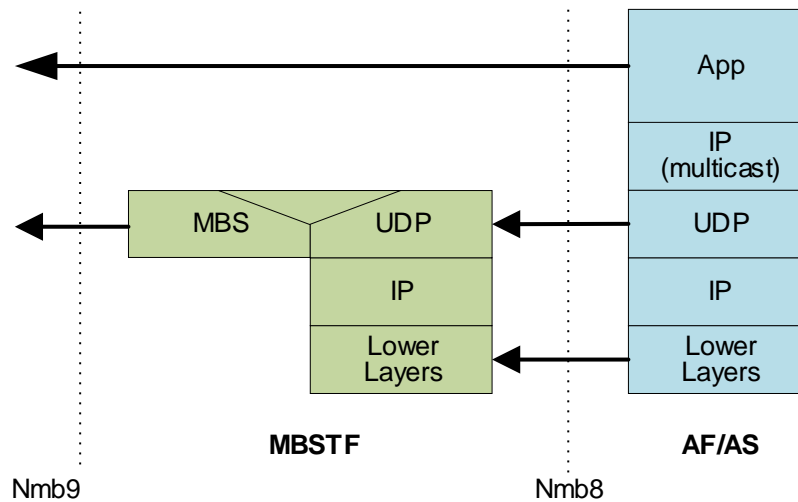 App
IP
(multicast)
MBS
UDP
UDP
IP
IP
Lower
Layers
Lower
Layers
MBSTF
AF/AS
Nmb9
Nmb8